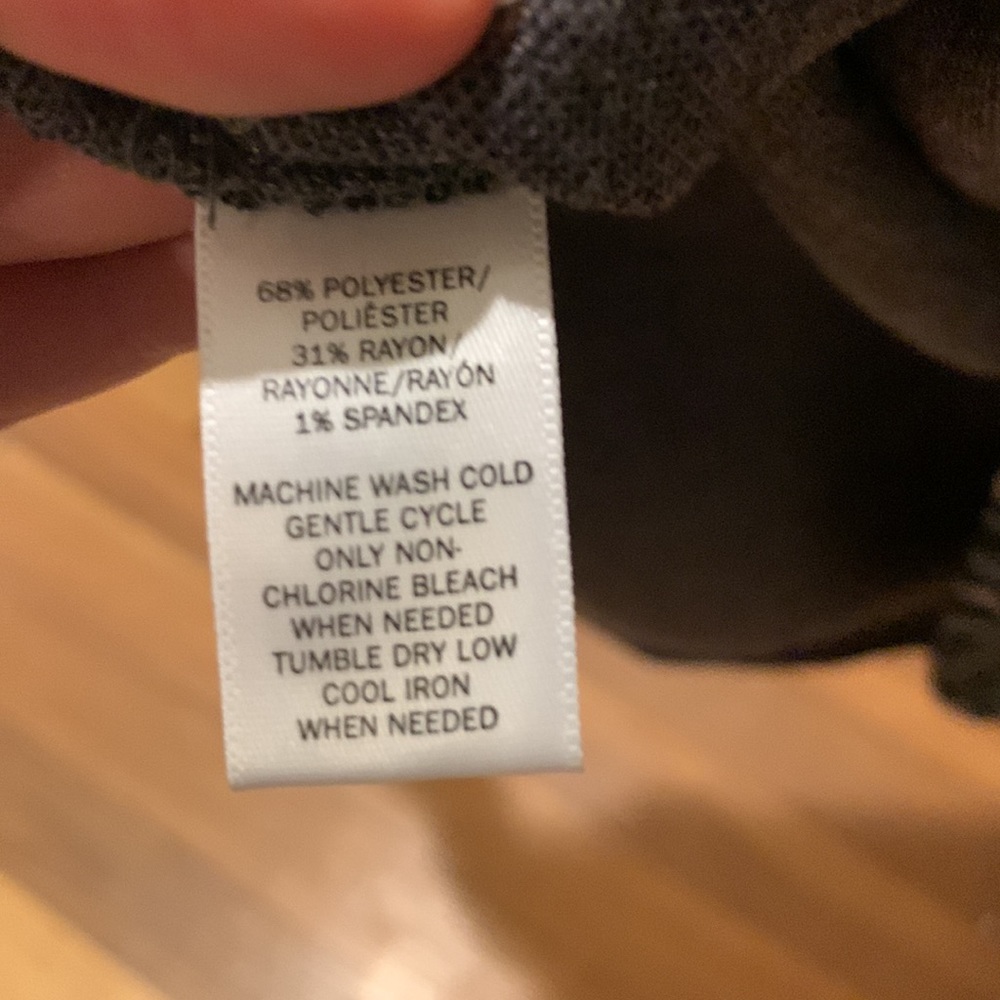 68% POLYESTER/
POLIÉSTER
31% RAYON/
RAYONNE/RAYÓN
1% SPANDEX
MACHINE WASH COLD
GENTLE CYCLE
ONLY NON-
CHLORINE BLEACH
WHEN NEEDED
TUMBLE DRY LOW
COOL IRON
WHEN NEEDED